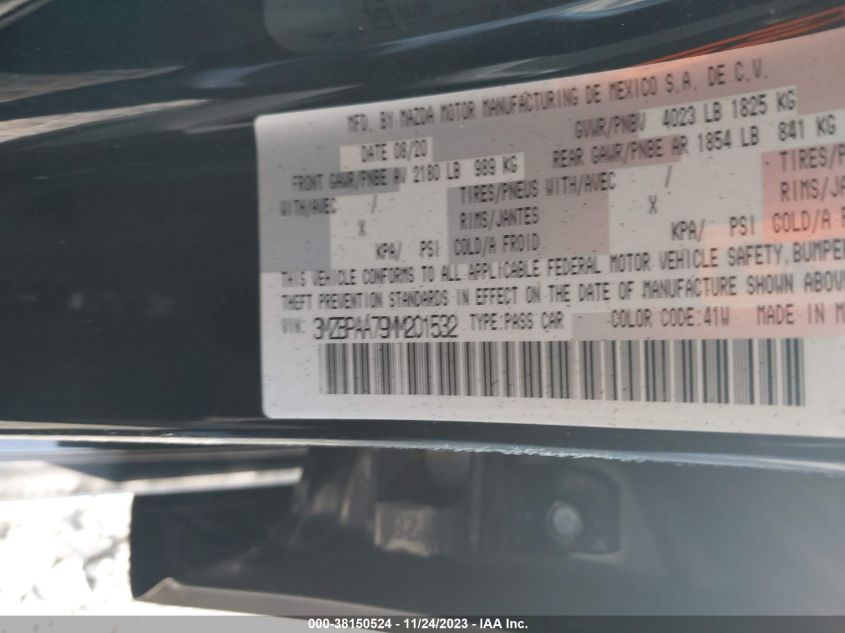 MFD. BY MAZDA MOTOR MANUFACTURING DE MEXICO S.A. DE C.V.
DATE 08/20 GVWR/PNBV 4023 LB 1825 KG
FRONT GAWR/PNBE AV 2180 LB 989 KG REAR GAWR/PNBE AR 1854 LB 841 KG
WITH/AVEC / TIRES/PNEUS WITH/AVEC / TIRES/P
X RIMS/JANTES X RIMS/JA
KPA/ PSI COLD/A FROID KPA/ PSI COLD/A F
THIS VEHICLE CONFORMS TO ALL APPLICABLE FEDERAL MOTOR VEHICLE SAFETY, BUMPE
THEFT PREVENTION STANDARDS IN EFFECT ON THE DATE OF MANUFACTURE SHOWN ABOV
VIN: 3MZBPAA79MM201532 TYPE:PASS CAR COLOR CODE:41W MADE IN M
000-38150524 - 11/24/2023 - IAA Inc.